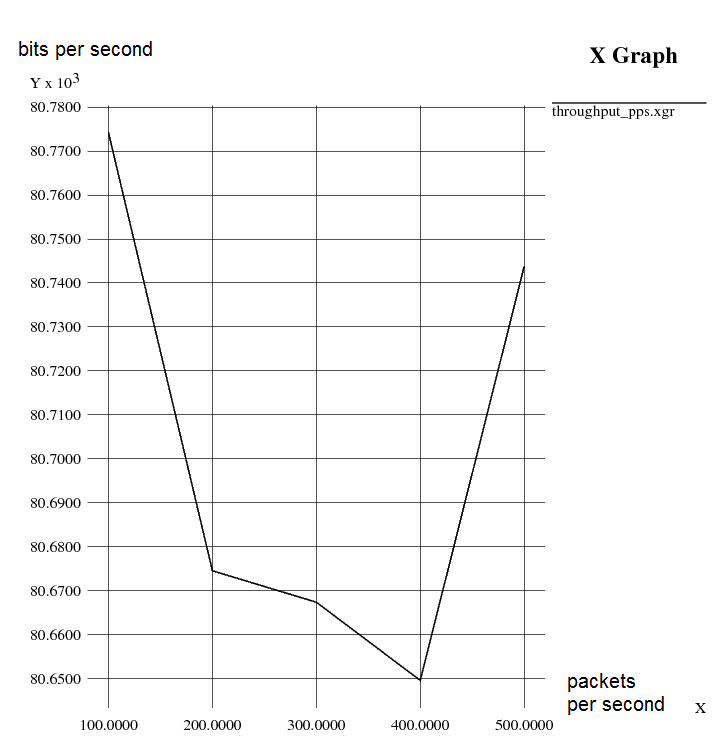 bits per second
X Graph
Y x 10³
throughput_pps.xgr
80.7800
80.7700
80.7600
80.7500
80.7400
80.7300
80.7200
80.7100
80.7000
80.6900
80.6800
80.6700
80.6600
80.6500
packets
per second
X
100.0000 200.0000 300.0000 400.0000 500.0000